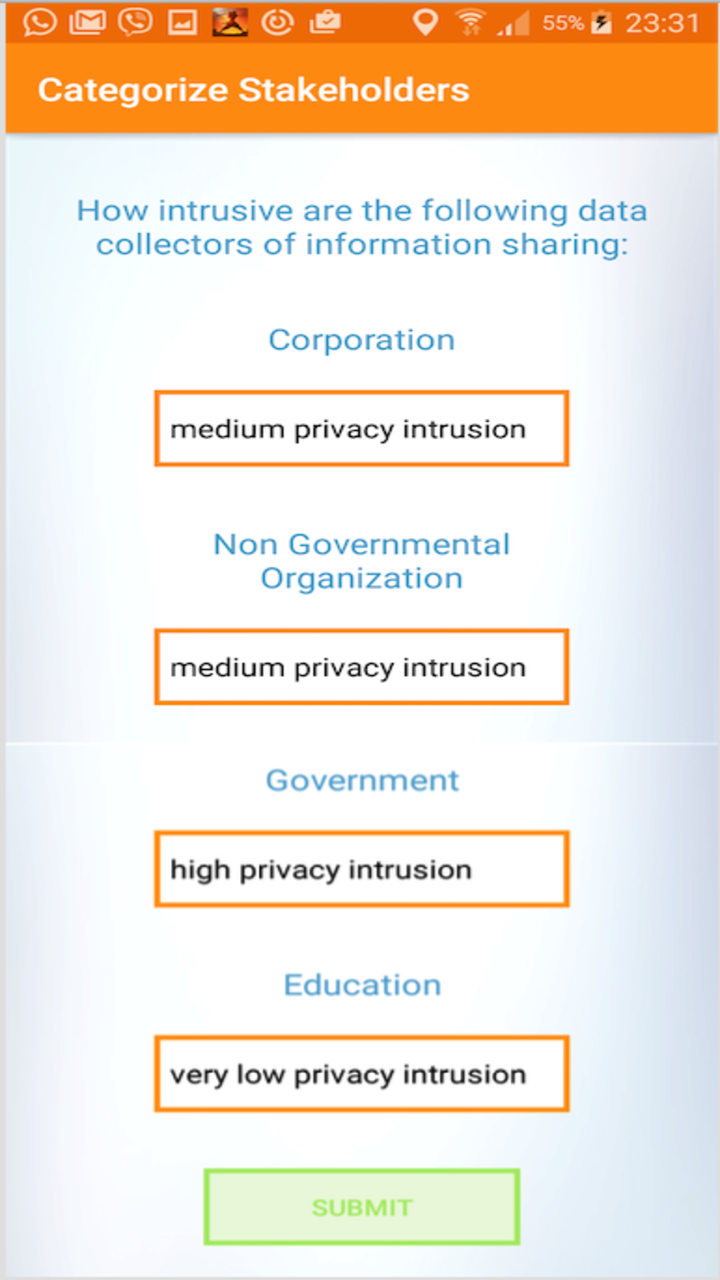 55% 23:31
Categorize Stakeholders
How intrusive are the following data
collectors of information sharing:
Corporation
medium privacy intrusion
Non Governmental
Organization
medium privacy intrusion
Government
high privacy intrusion
Education
very low privacy intrusion
SUBMIT